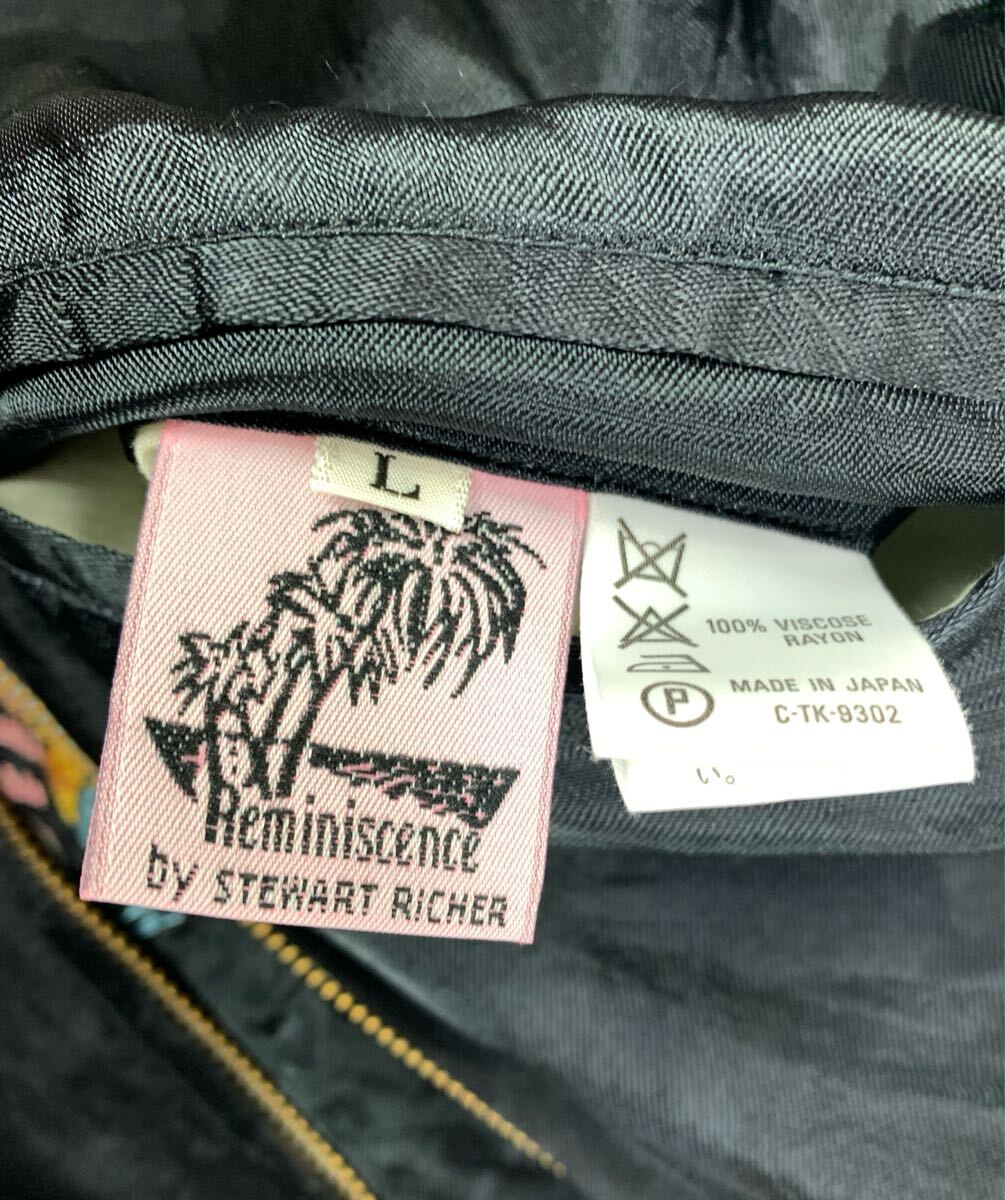 L
Reminiscence
by STEWART RICHER
100% VISCOSE
RAYON
P
MADE IN JAPAN
C-TK-9302
い。